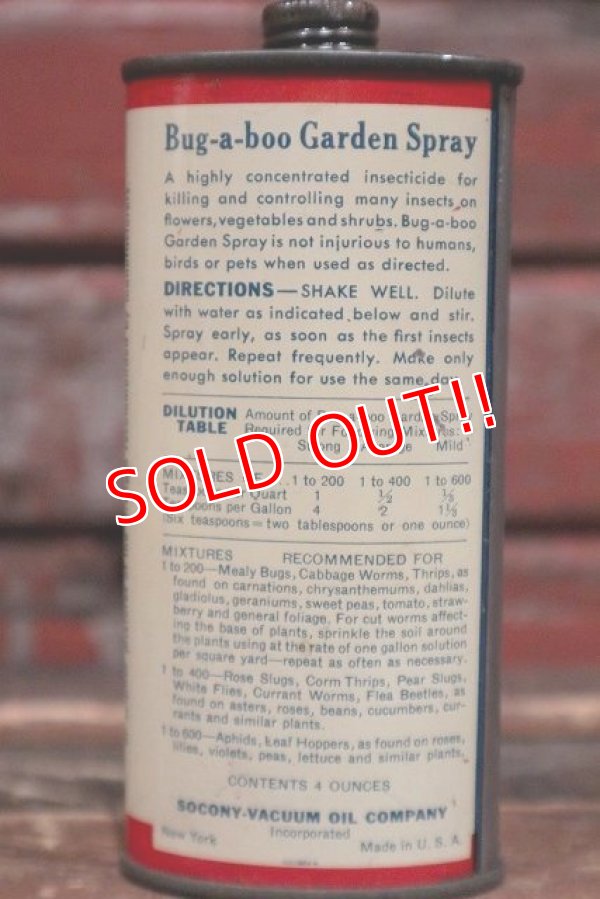 Bug-a-boo Garden Spray
A highly concentrated insecticide for
killing and controlling many insects on
flowers, vegetables and shrubs. Bug-a-boo
Garden Spray is not injurious to humans,
birds or pets when used as directed.
DIRECTIONS—SHAKE WELL. Dilute
with water as indicated below and stir.
Spray early, as soon as the first insects
appear. Repeat frequently. Make only
enough solution for use the same day.
SOLD OUT!!
DILUTION TABLE
Amount of
Required
Strong Mild
MIXTURES 1 to 200 1 to 400 1 to 600
Quart 1 ½ ⅓
per Gallon 4 2 1⅓
(Six teaspoons=two tablespoons or one ounce)
MIXTURES RECOMMENDED FOR
1 to 200—Mealy Bugs, Cabbage Worms, Thrips, as
found on carnations, chrysanthemums, dahlias,
gladiolus, geraniums, sweet peas, tomato, straw-
berry and general foliage. For cut worms affect-
ing the base of plants, sprinkle the soil around
the plants using at the rate of one gallon solution
per square yard—repeat as often as necessary.
1 to 400—Rose Slugs, Corn Thrips, Pear Slugs,
White Flies, Currant Worms, Flea Beetles, as
found on asters, roses, beans, cucumbers, cur-
rants and similar plants.
1 to 600—Aphids, Leaf Hoppers, as found on roses,
lilies, violets, peas, lettuce and similar plants.
CONTENTS 4 OUNCES
SOCONY-VACUUM OIL COMPANY
Incorporated
New York Made in U.S.A.